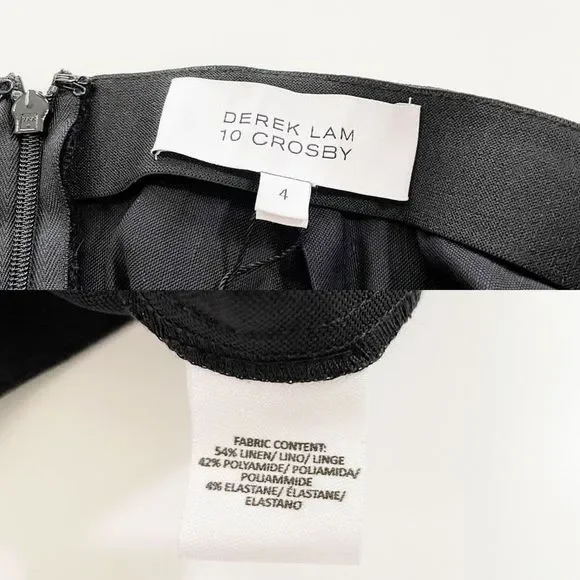 DEREK LAM
10 CROSBY
4
FABRIC CONTENT:
54% LINEN/ LINO/ LINGE
42% POLYAMIDE/ POLIAMIDA/
POLIAMMIDE
4% ELASTANE/ ÉLASTANE/
ELASTANO